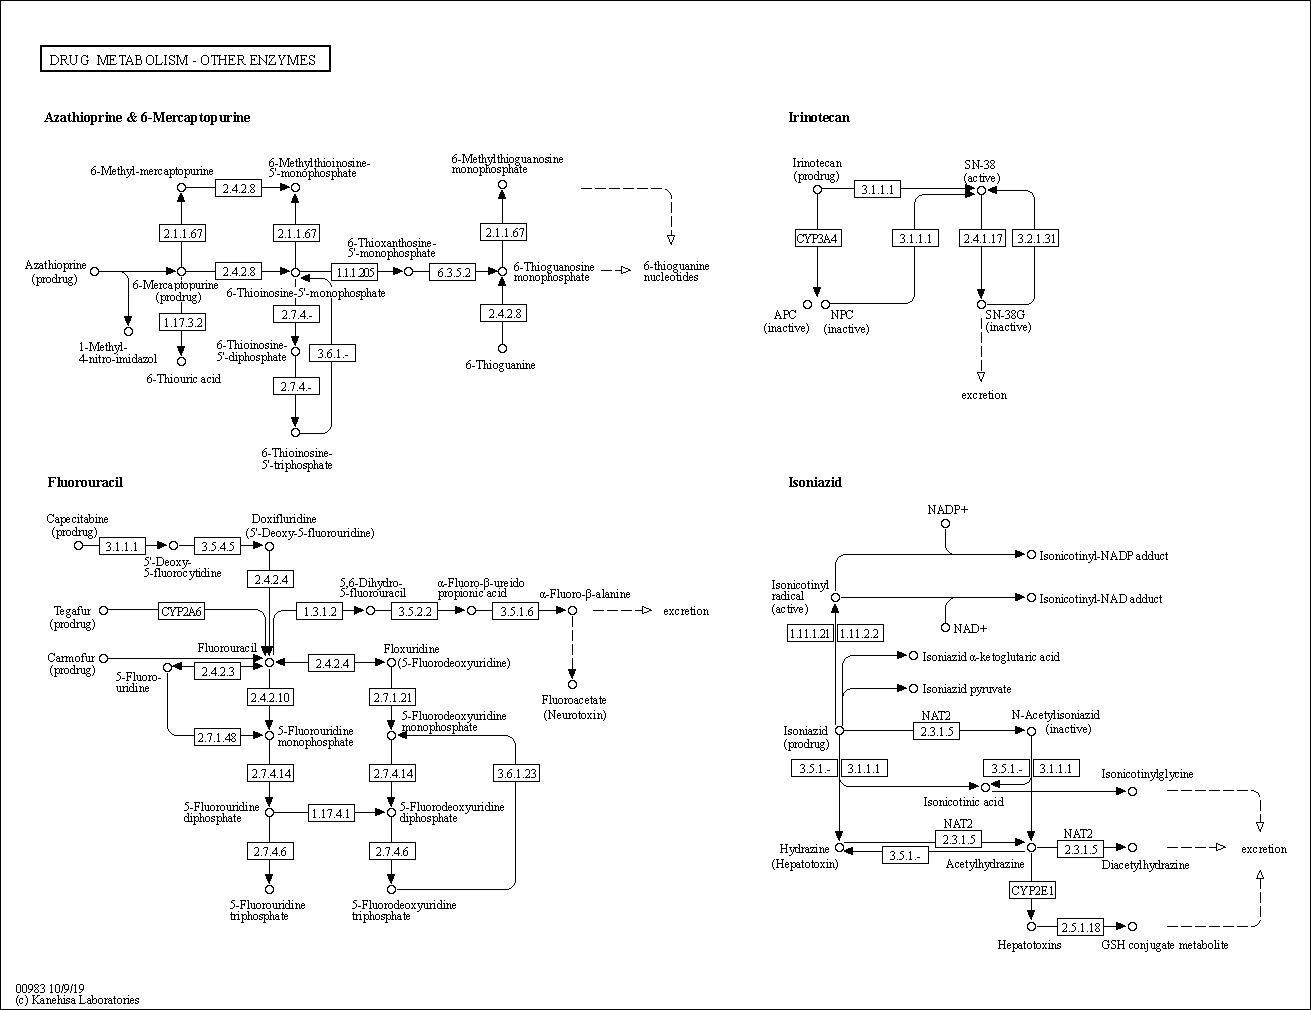 DRUG METABOLISM - OTHER ENZYMES
Azathioprine & 6-Mercaptopurine
6-Methyl-mercaptopurine
2.4.2.8
6-Methylthioinosine-
5'-monophosphate
6-Methylthioguanosine
monophosphate
2.1.1.67
2.1.1.67
2.1.1.67
6-Thioxanthosine-
5'-monophosphate
Azathioprine
(prodrug)
2.4.2.8
1.1.1.205
6.3.5.2
6-Thioguanosine
monophosphate
6-thioguanine
nucleotides
6-Mercaptopurine
(prodrug)
6-Thioinosine-5'-monophosphate
1.17.3.2
2.7.4.-
2.4.2.8
1-Methyl-
4-nitro-imidazol
6-Thioinosine-
5'-diphosphate
3.6.1.-
6-Thioguanine
6-Thiouric acid
2.7.4.-
6-Thioinosine-
5'-triphosphate
Irinotecan
Irinotecan
(prodrug)
3.1.1.1
SN-38
(active)
CYP3A4
3.1.1.1
2.4.1.17
3.2.1.31
APC
(inactive)
NPC
(inactive)
SN-38G
(inactive)
excretion
Fluorouracil
Capecitabine
(prodrug)
3.1.1.1
5'-Deoxy-
5-fluorocytidine
3.5.4.5
Doxifluridine
(5'-Deoxy-5-fluorouridine)
2.4.2.4
Tegafur
(prodrug)
CYP2A6
1.3.1.2
5,6-Dihydro-
5-fluorouracil
3.5.2.2
α-Fluoro-β-ureido
propionic acid
3.5.1.6
α-Fluoro-β-alanine
excretion
Carmofur
(prodrug)
Fluorouracil
2.4.2.3
5-Fluoro-
uridine
2.4.2.4
Floxuridine
(5-Fluorodeoxyuridine)
2.4.2.10
2.7.1.21
Fluoroacetate
(Neurotoxin)
2.7.1.48
5-Fluorouridine
monophosphate
5-Fluorodeoxyuridine
monophosphate
2.7.4.14
2.7.4.14
3.6.1.23
5-Fluorouridine
diphosphate
1.17.4.1
5-Fluorodeoxyuridine
diphosphate
2.7.4.6
2.7.4.6
5-Fluorouridine
triphosphate
5-Fluorodeoxyuridine
triphosphate
Isoniazid
NADP+
Isonicotinyl-NADP adduct
Isonicotinyl
radical
(active)
Isonicotinyl-NAD adduct
NAD+
1.11.1.21
1.11.2.2
Isoniazid α-ketoglutaric acid
Isoniazid pyruvate
Isoniazid
(prodrug)
NAT2
2.3.1.5
N-Acetylisoniazid
(inactive)
3.5.1.-
3.1.1.1
3.5.1.-
3.1.1.1
Isonicotinic acid
Isonicotinylglycine
Hydrazine
(Hepatotoxin)
NAT2
2.3.1.5
3.5.1.-
Acetylhydrazine
NAT2
2.3.1.5
Diacetylhydrazine
excretion
CYP2E1
Hepatotoxins
2.5.1.18
GSH conjugate metabolite
00983 10/9/19
(c) Kanehisa Laboratories